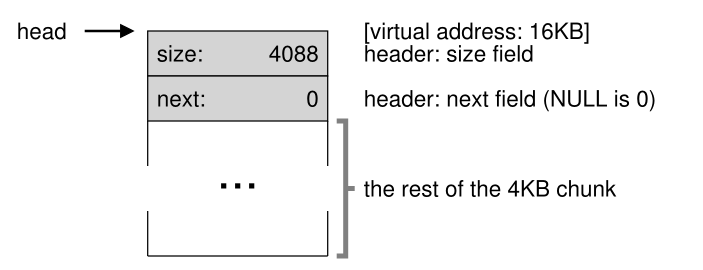 head
[virtual address: 16KB]
size: 4088
header: size field
next: 0
header: next field (NULL is 0)
...
the rest of the 4KB chunk